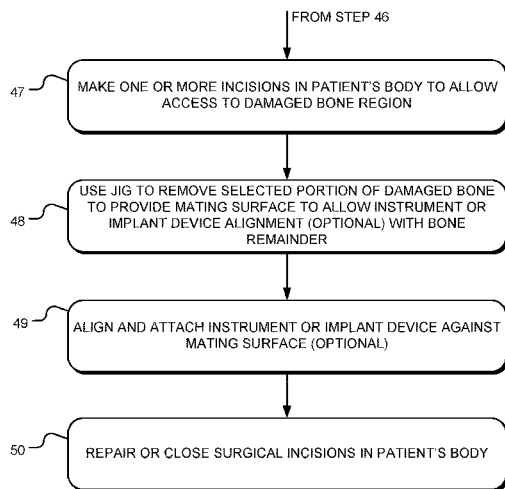 FROM STEP 46
47
MAKE ONE OR MORE INCISIONS IN PATIENT'S BODY TO ALLOW
ACCESS TO DAMAGED BONE REGION
48
USE JIG TO REMOVE SELECTED PORTION OF DAMAGED BONE
TO PROVIDE MATING SURFACE TO ALLOW INSTRUMENT OR
IMPLANT DEVICE ALIGNMENT (OPTIONAL) WITH BONE
REMAINDER
49
ALIGN AND ATTACH INSTRUMENT OR IMPLANT DEVICE AGAINST
MATING SURFACE (OPTIONAL)
50
REPAIR OR CLOSE SURGICAL INCISIONS IN PATIENT'S BODY